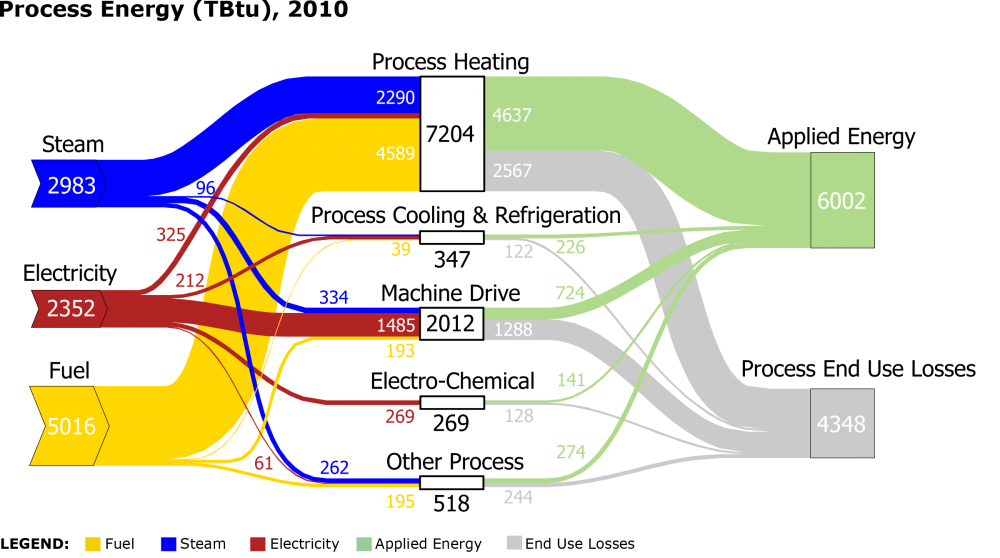 Process Energy (TBtu), 2010
Process Heating
2290
4637
7204
4589
2567
Applied Energy
6002
Steam
2983
96
325
Process Cooling & Refrigeration
39
347
122
226
Electricity
2352
212
334
Machine Drive
724
1485
2012
1288
193
Fuel
5016
Electro-Chemical
141
269
269
128
Process End Use Losses
4348
61
262
Other Process
274
195
518
244
LEGEND: Fuel Steam Electricity Applied Energy End Use Losses